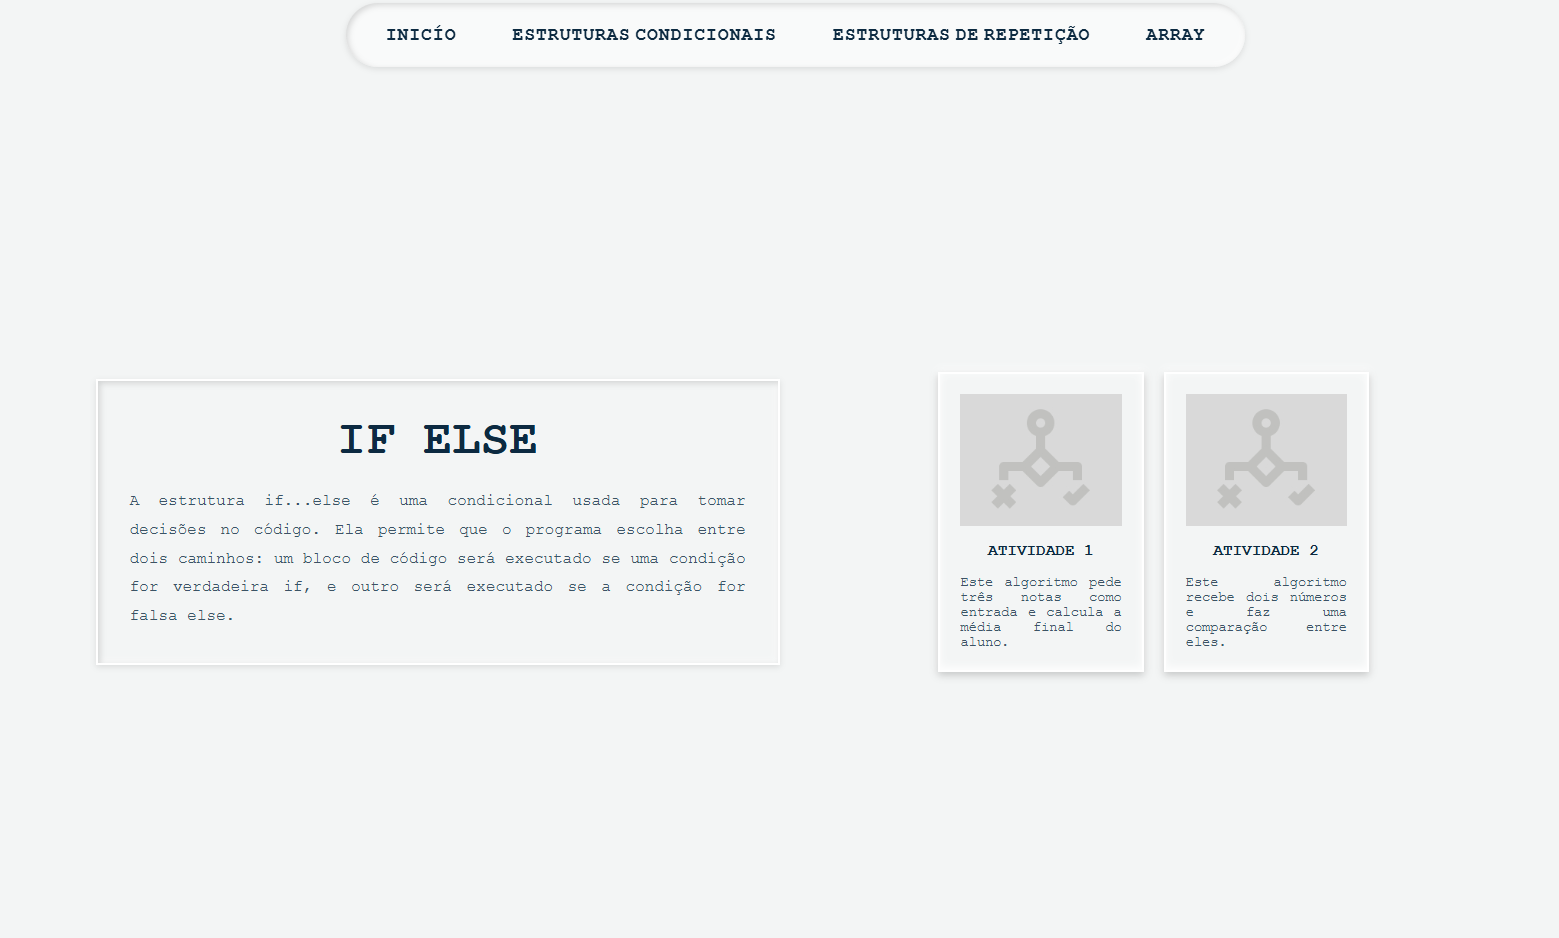 INICÍO ESTRUTURAS CONDICIONAIS ESTRUTURAS DE REPETIÇÃO ARRAY
IF ELSE
A estrutura if...else é uma condicional usada para tomar
decisões no código. Ela permite que o programa escolha entre
dois caminhos: um bloco de código será executado se uma condição
for verdadeira if, e outro será executado se a condição for
falsa else.
ATIVIDADE 1
Este algoritmo pede
três notas como
entrada e calcula a
média final do
aluno.
ATIVIDADE 2
Este algoritmo
recebe dois números
e faz uma
comparação entre
eles.